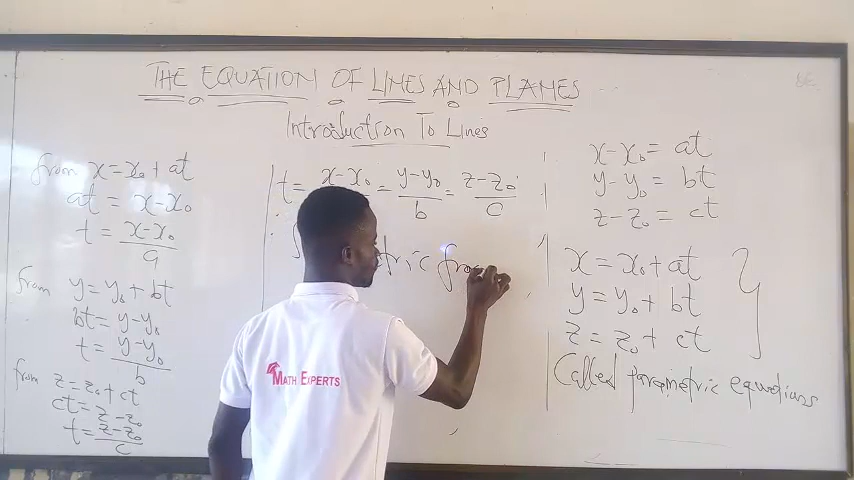 THE EQUATION OF LINES AND PLANES
Introduction To Lines
from x = x₀ + at
at = x-x₀
t = x-x₀/a
from y = y₀ + bt
bt = y-y₀
t = y-y₀/b
from z = z₀ + ct
ct = z-z₀
t = z-z₀/c
t = x-x₀ = y-y₀/b = z-z₀/c
x-x₀ = at
y-y₀ = bt
z-z₀ = ct
x = x₀ + at
y = y₀ + bt
z = z₀ + ct
Called parametric equations
MATH EXPERTS